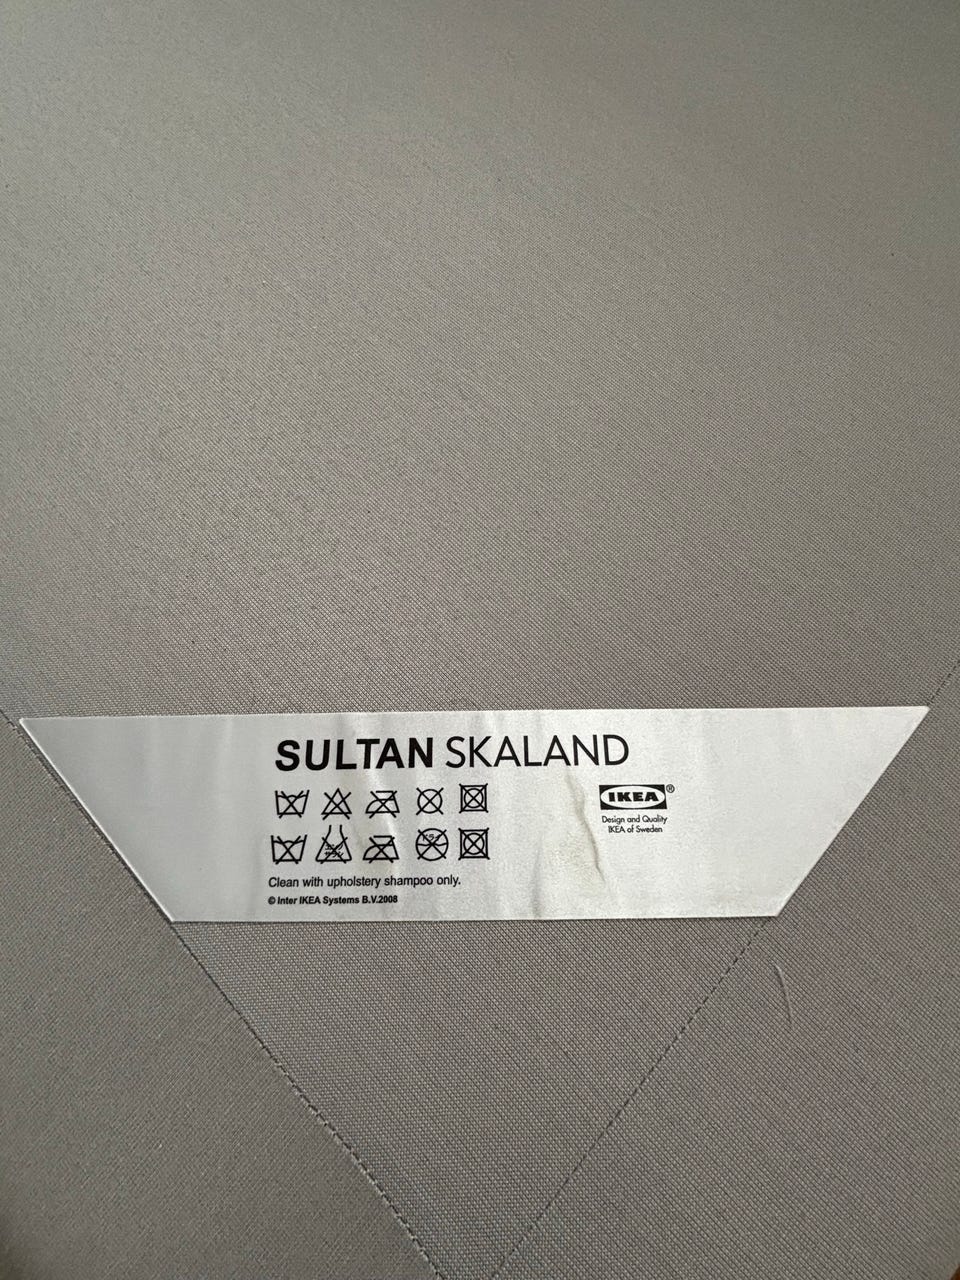 SULTAN SKALAND
IKEA®
Design and Quality
IKEA of Sweden
Clean with upholstery shampoo only.
© Inter IKEA Systems B.V.2008